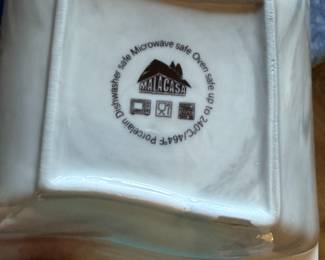 MALACASA
Porcelain Dishwasher safe Microwave safe Oven safe up to 240°C/464°F